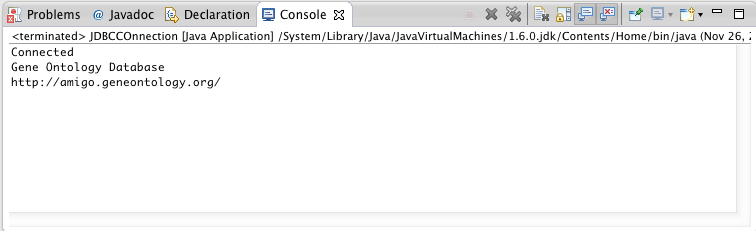 Problems @ Javadoc Declaration Console
<terminated> JDBCCOnnection [Java Application] /System/Library/Java/JavaVirtualMachines/1.6.0.jdk/Contents/Home/bin/java (Nov 26, 2
Connected
Gene Ontology Database
http://amigo.geneontology.org/